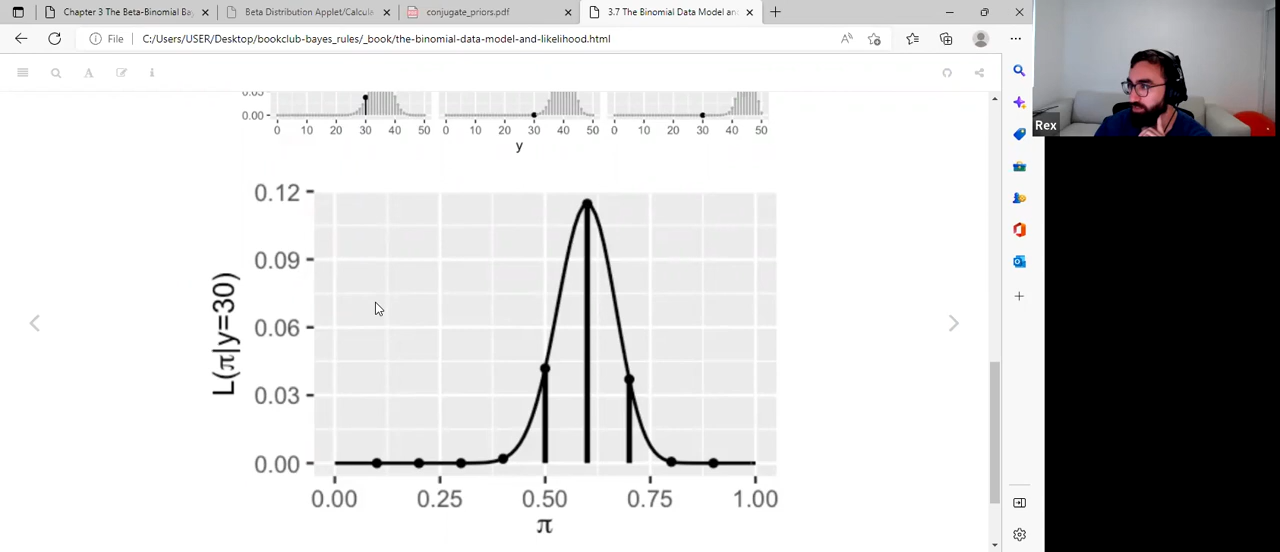 Chapter 3 The Beta-Binomial Ba
Beta Distribution Applet/Calcula
conjugate_priors.pdf
3.7 The Binomial Data Model and
File
C:/Users/USER/Desktop/bookclub-bayes_rules/_book/the-binomial-data-model-and-likelihood.html
Rex
0.00
0 10 20 30 40 50 0 10 20 30 40 50 0 10 20 30 40 50
y
0.12
0.09
0.06
0.03
0.00
L(π|y=30)
0.00 0.25 0.50 0.75 1.00
π